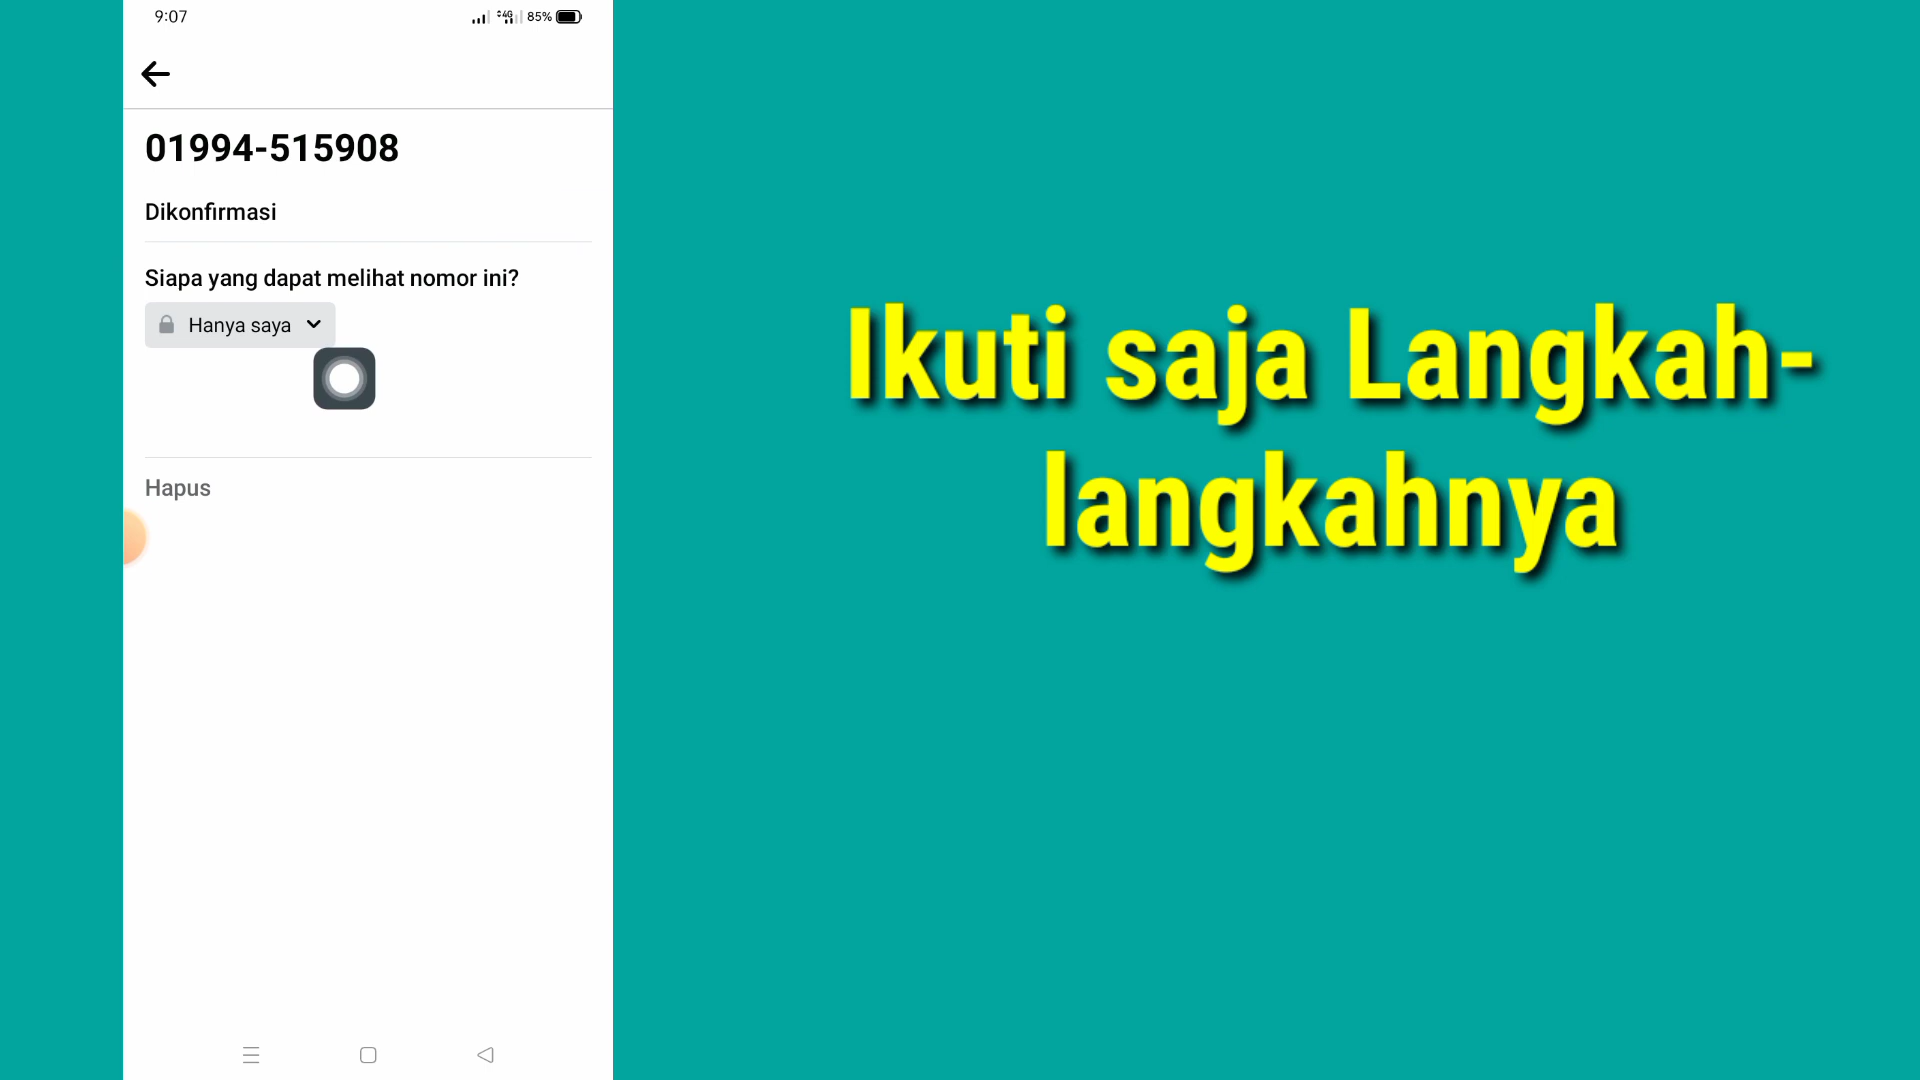 9:07
4G 85%
01994-515908
Dikonfirmasi
Siapa yang dapat melihat nomor ini?
Hanya saya
Hapus
Ikuti saja Langkah-
langkahnya